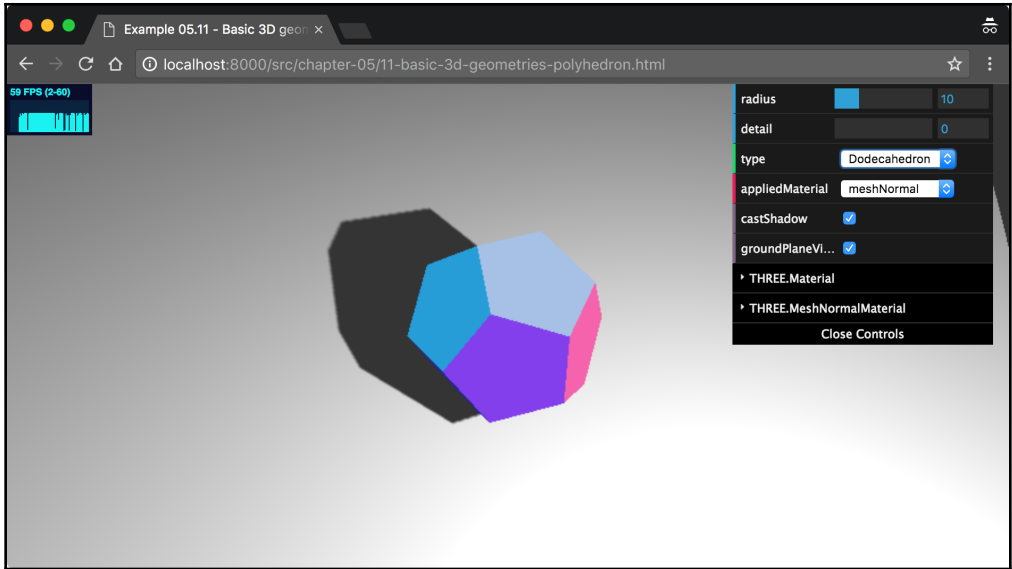 Example 05.11 - Basic 3D geom
localhost:8000/src/chapter-05/11-basic-3d-geometries-polyhedron.html
59 FPS (2-60)
radius 10
detail 0
type Dodecahedron
appliedMaterial meshNormal
castShadow
groundPlaneVi...
THREE.Material
THREE.MeshNormalMaterial
Close Controls